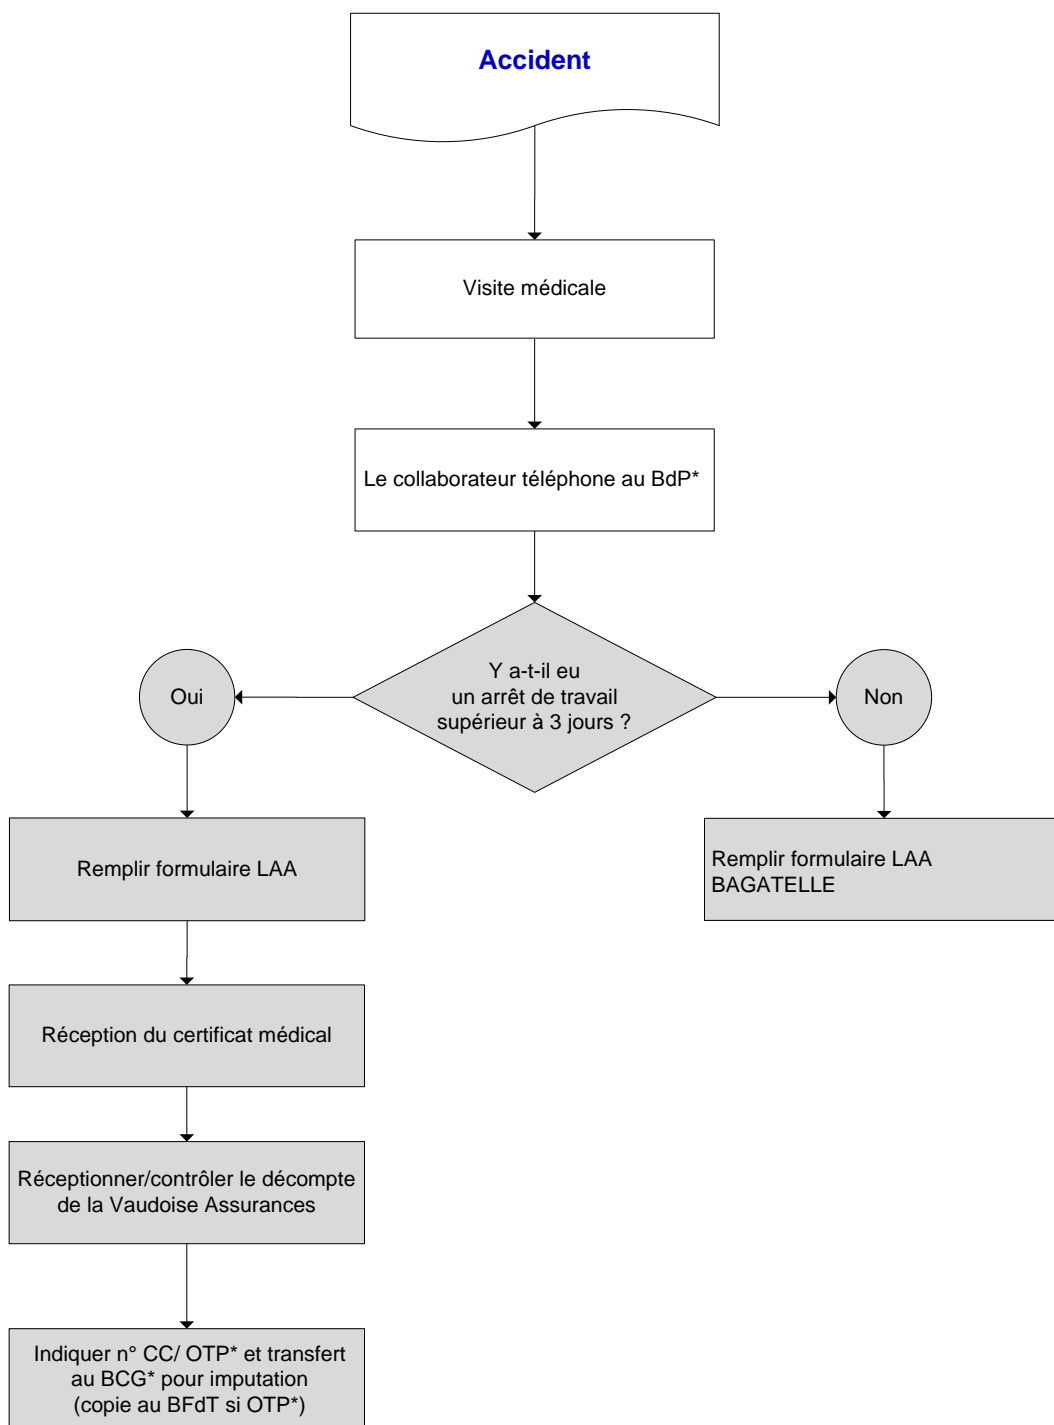 Accident
Visite médicale
Le collaborateur téléphone au BdP*
Y a-t-il eu
un arrêt de travail
supérieur à 3 jours ?
Oui
Non
Remplir formulaire LAA
Remplir formulaire LAA
BAGATELLE
Réception du certificat médical
Réceptionner/contrôler le décompte
de la Vaudoise Assurances
Indiquer n° CC/ OTP* et transfert
au BCG* pour imputation
(copie au BFdT si OTP*)